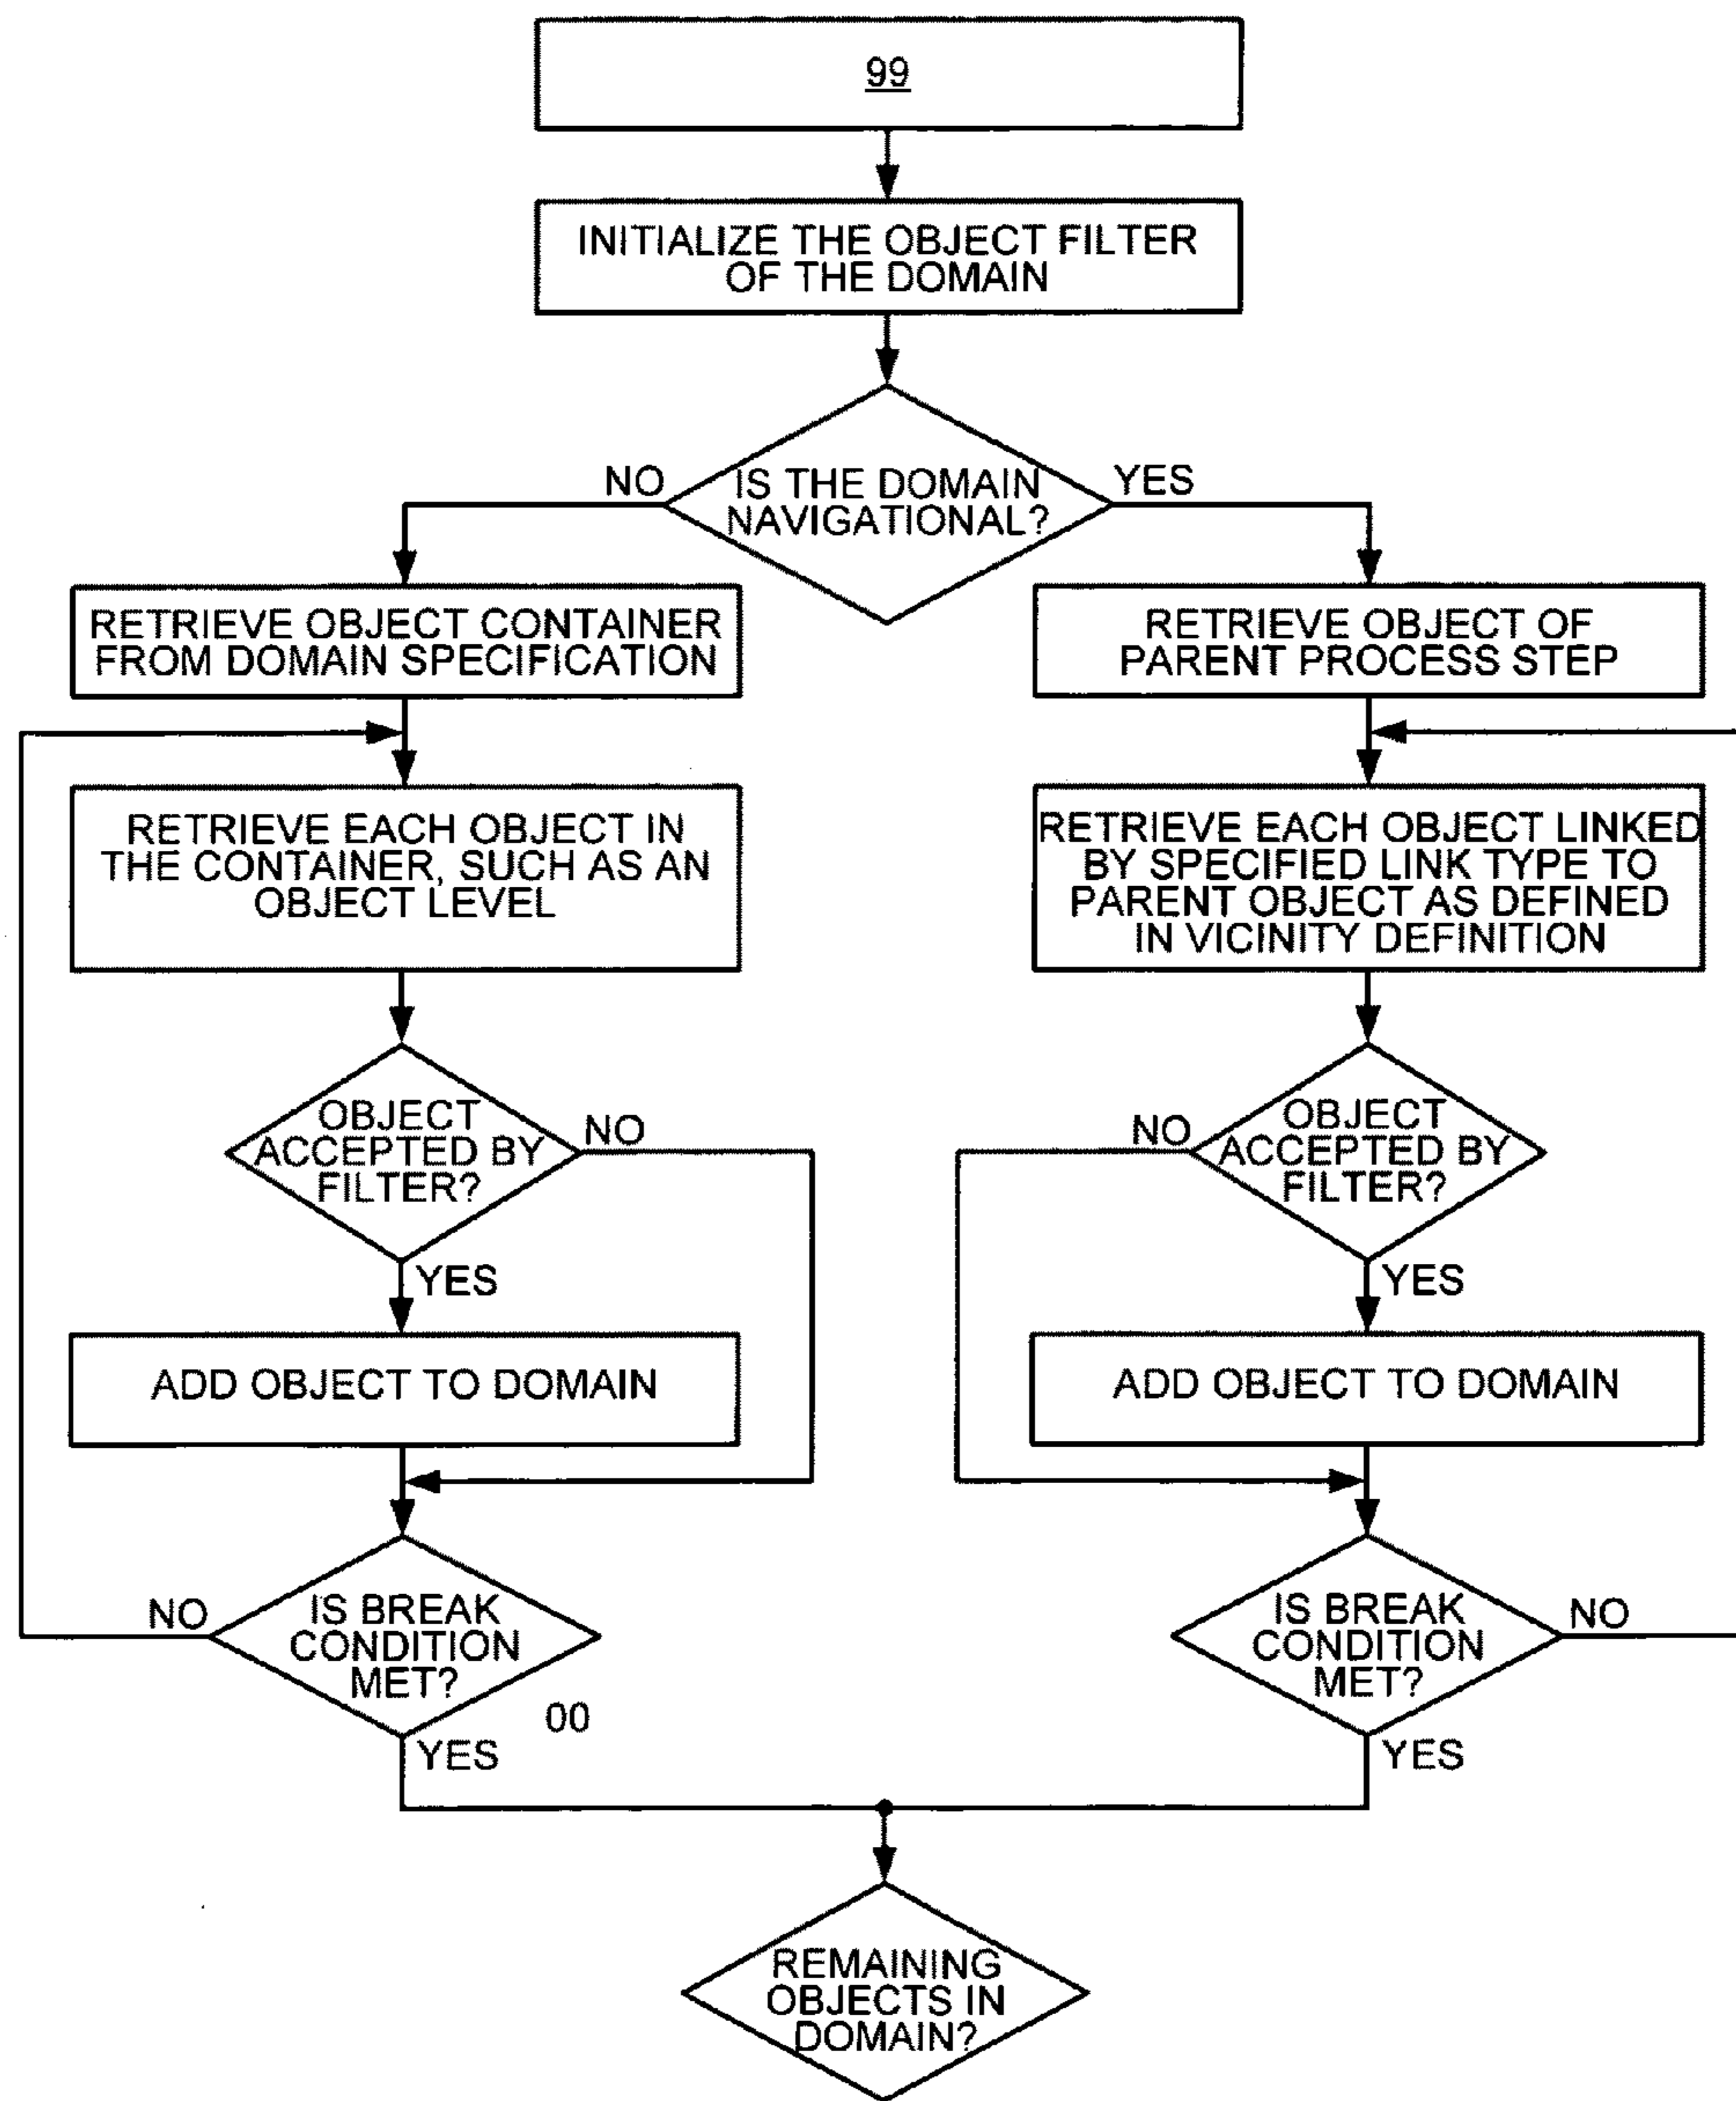 99
INITIALIZE THE OBJECT FILTER
OF THE DOMAIN
IS THE DOMAIN
NAVIGATIONAL?
NO
YES
RETRIEVE OBJECT CONTAINER
FROM DOMAIN SPECIFICATION
RETRIEVE OBJECT OF
PARENT PROCESS STEP
RETRIEVE EACH OBJECT IN
THE CONTAINER, SUCH AS AN
OBJECT LEVEL
RETRIEVE EACH OBJECT LINKED
BY SPECIFIED LINK TYPE TO
PARENT OBJECT AS DEFINED
IN VICINITY DEFINITION
OBJECT
ACCEPTED BY
FILTER?
NO
YES
NO
OBJECT
ACCEPTED BY
FILTER?
YES
ADD OBJECT TO DOMAIN
ADD OBJECT TO DOMAIN
NO
IS BREAK
CONDITION
MET?
00
YES
IS BREAK
CONDITION
MET?
NO
YES
REMAINING
OBJECTS IN
DOMAIN?